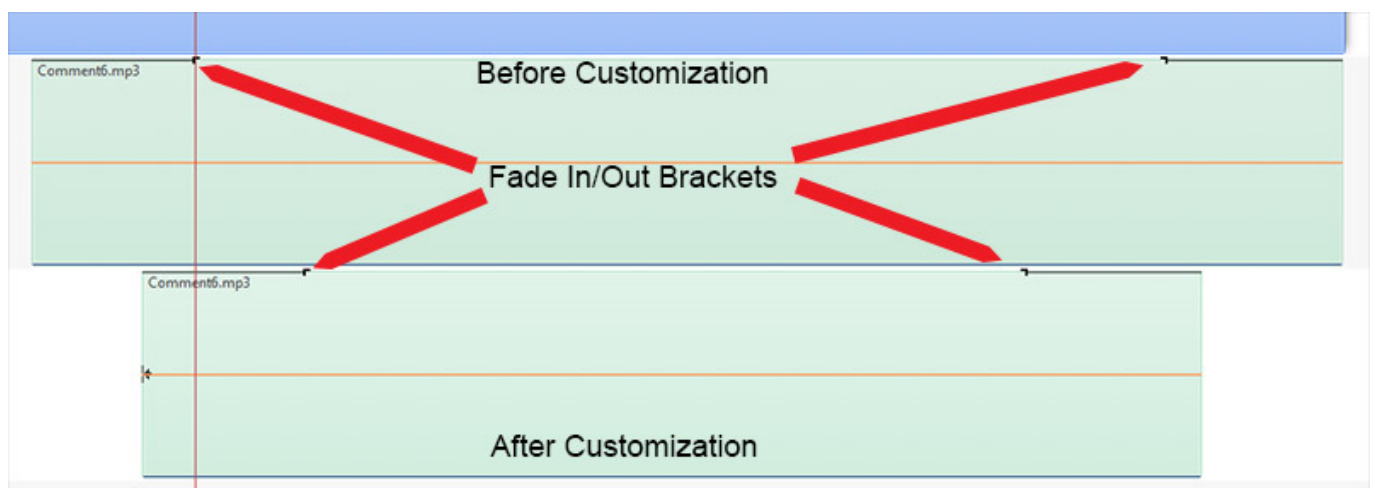 Comment6.mp3
Before Customization
Fade In/Out Brackets
Comment6.mp3
After Customization